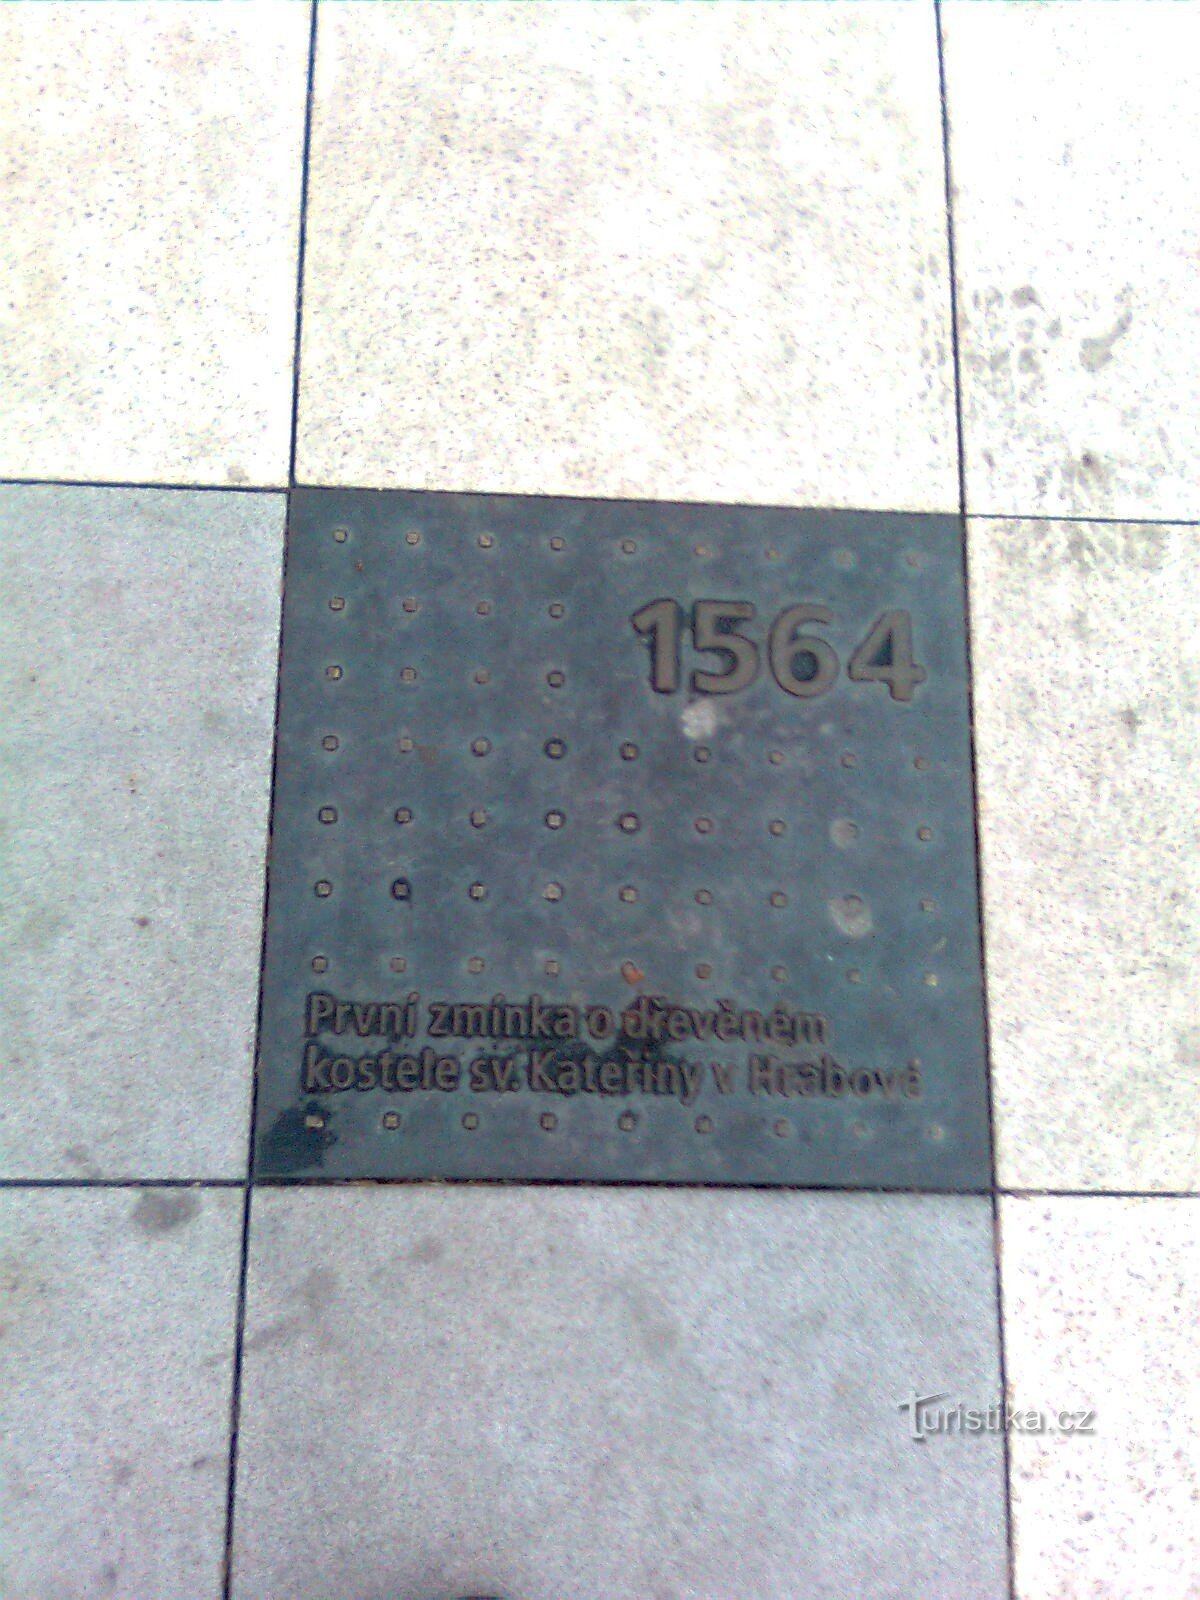 1564
První zmínka o dřevěném
kostele sv. Kateřiny v Hrabové
Turistika.cz